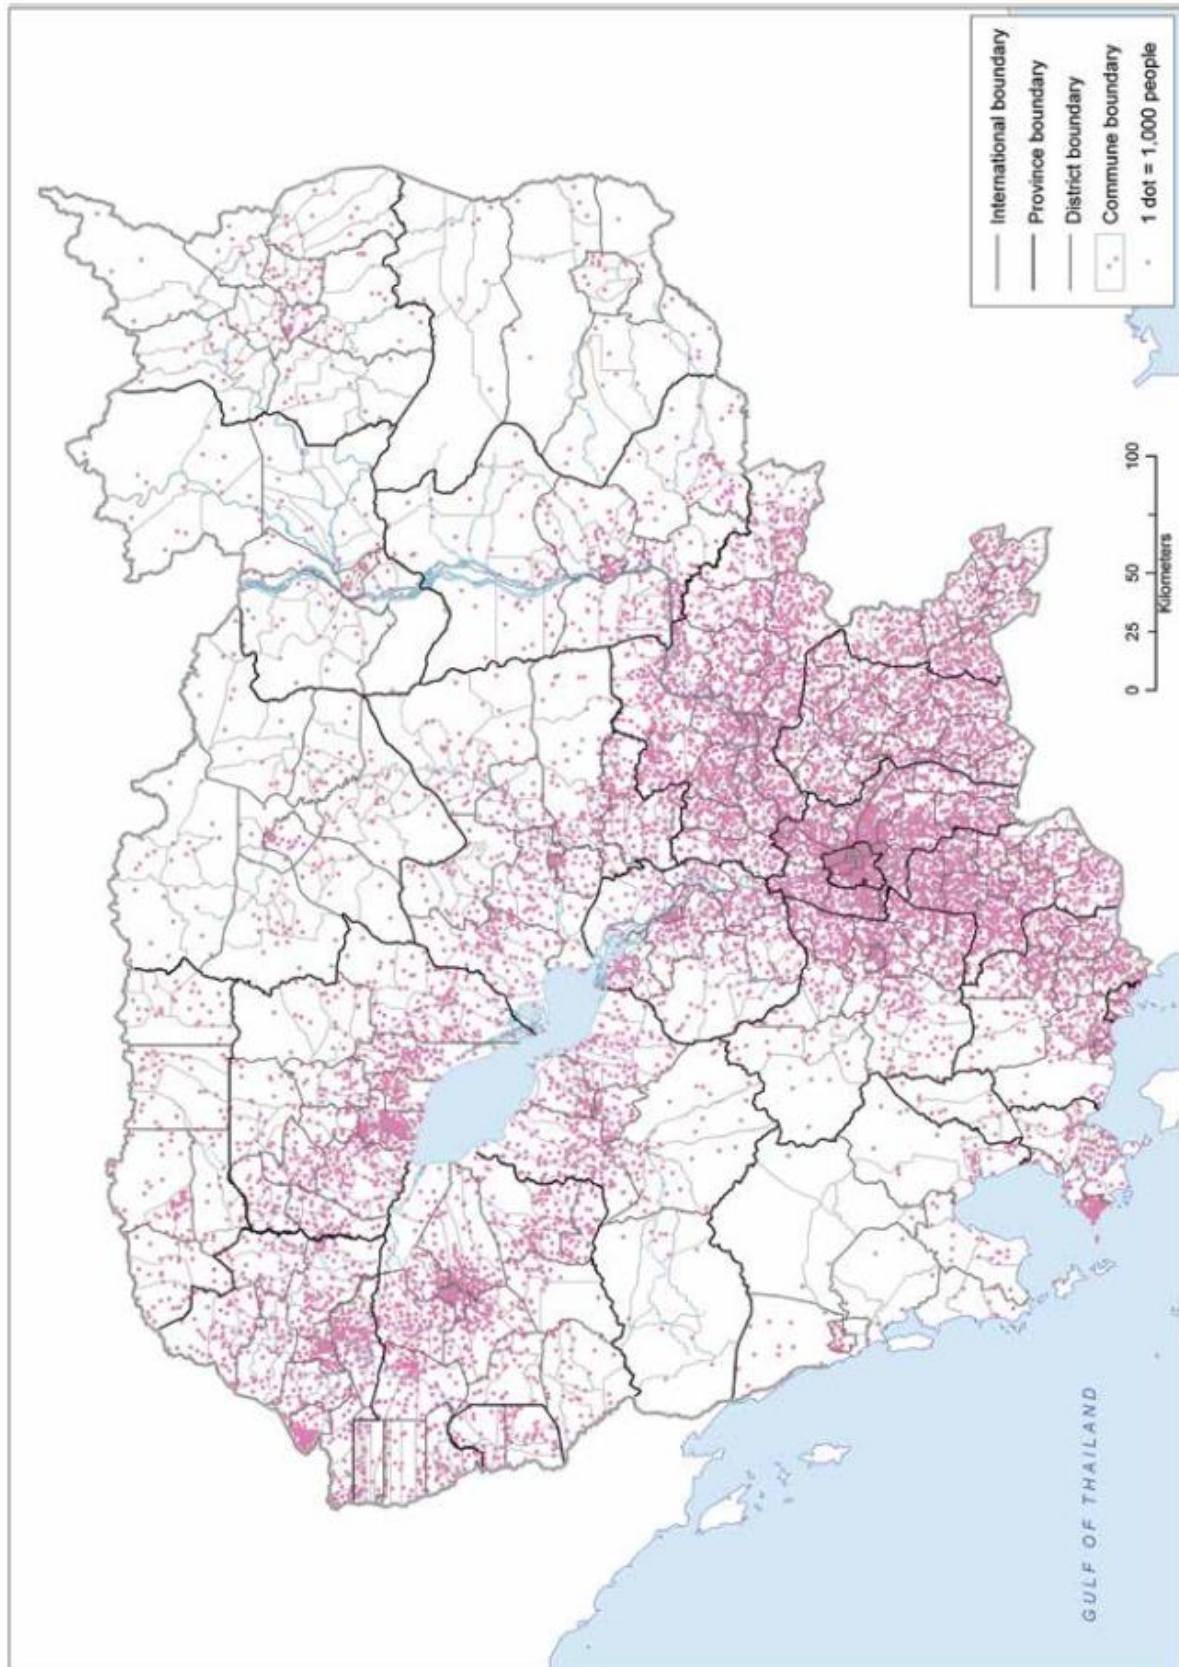 International boundary
Province boundary
District boundary
Commune boundary
1 dot = 1,000 people
0 25 50 100
Kilometers
GULF OF THAILAND